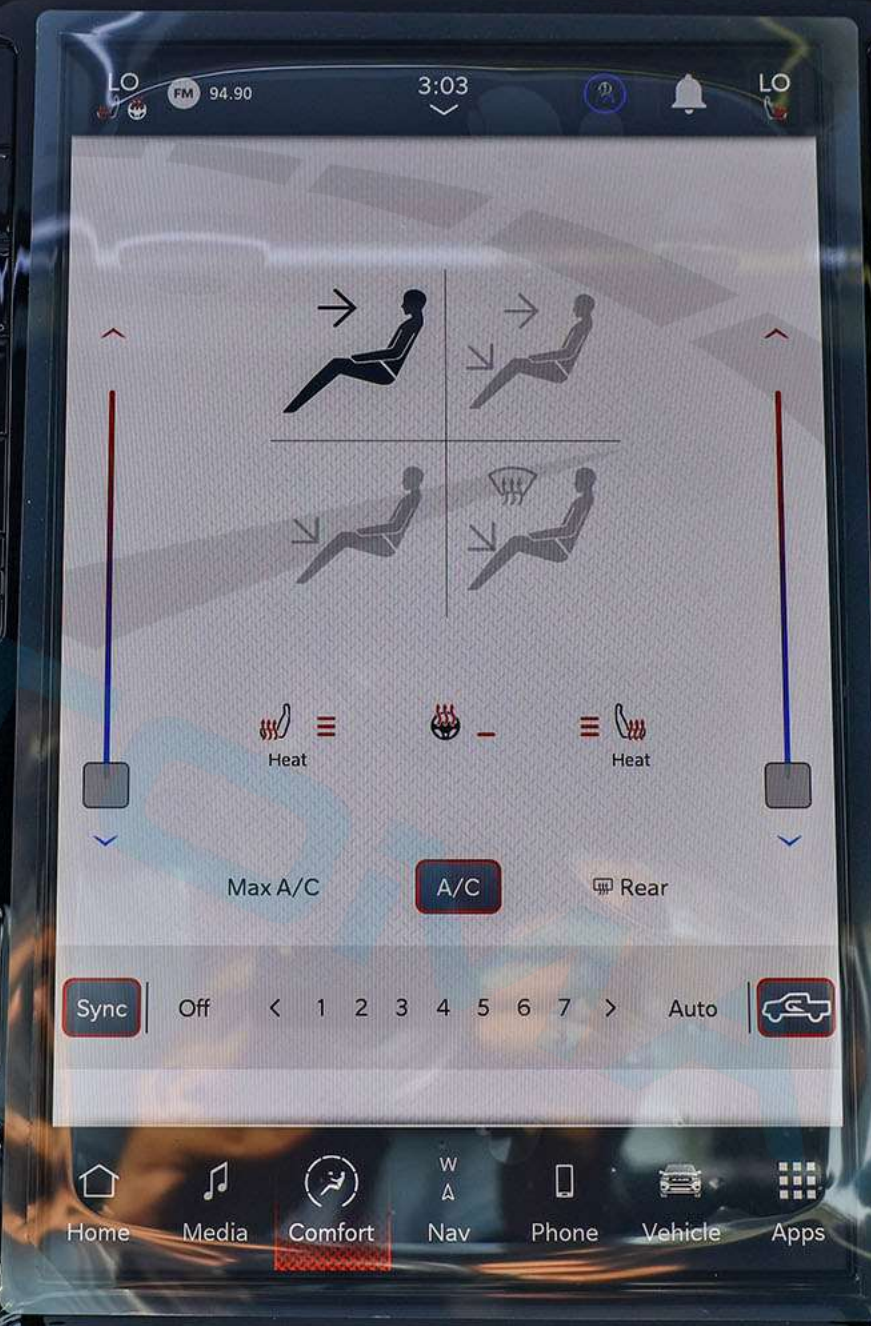 LO FM 94.90 3:03 LO
Heat Heat
Max A/C A/C Rear
Sync Off < 1 2 3 4 5 6 7 > Auto
W
Home Media Comfort Nav Phone Vehicle Apps